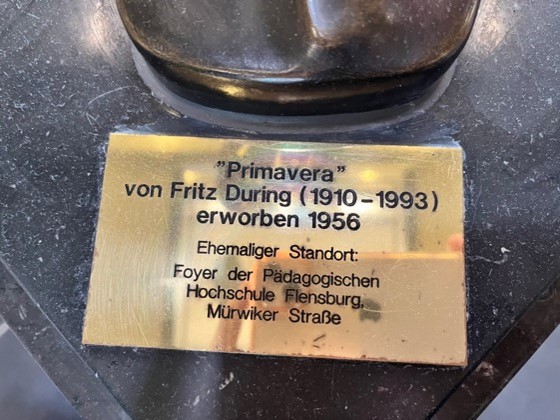 "Primavera"
von Fritz During (1910-1993)
erworben 1956
Ehemaliger Standort:
Foyer der Pädagogischen
Hochschule Flensburg,
Mürwiker Straße